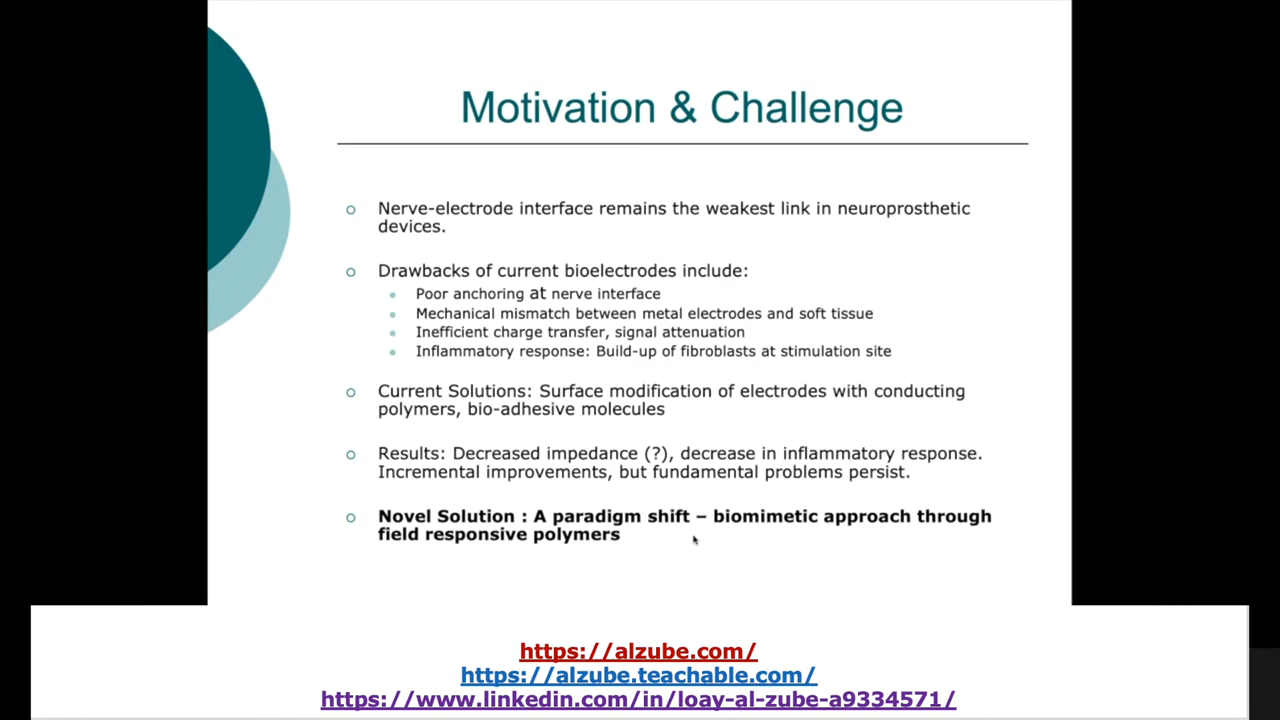 Motivation & Challenge
Nerve-electrode interface remains the weakest link in neuroprosthetic
devices.
Drawbacks of current bioelectrodes include:
Poor anchoring at nerve interface
Mechanical mismatch between metal electrodes and soft tissue
Inefficient charge transfer, signal attenuation
Inflammatory response: Build-up of fibroblasts at stimulation site
Current Solutions: Surface modification of electrodes with conducting
polymers, bio-adhesive molecules
Results: Decreased impedance (?), decrease in inflammatory response.
Incremental improvements, but fundamental problems persist.
Novel Solution : A paradigm shift – biomimetic approach through
field responsive polymers
https://alzube.com/
https://alzube.teachable.com/
https://www.linkedin.com/in/loay-al-zube-a9334571/